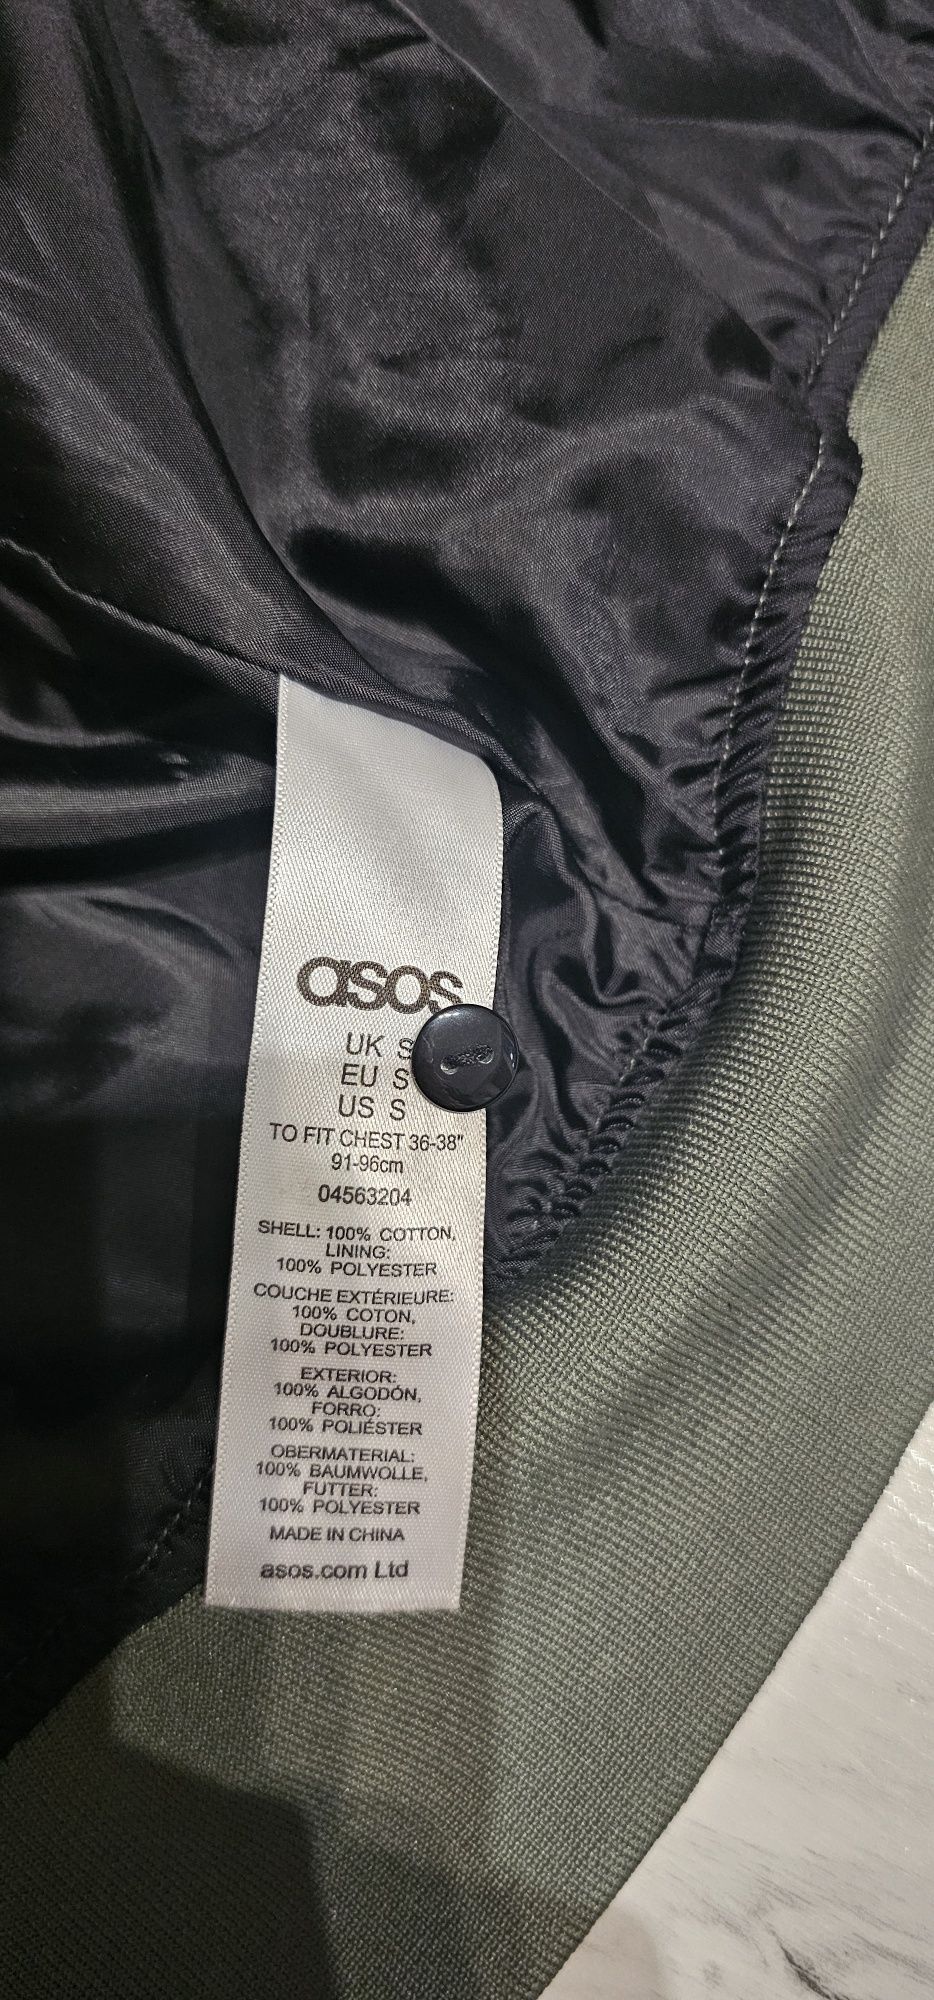 asos
UK S
EU S
US S
TO FIT CHEST 36-38"
91-96cm
04563204
SHELL: 100% COTTON,
LINING:
100% POLYESTER
COUCHE EXTÉRIEURE:
100% COTON,
DOUBLURE:
100% POLYESTER
EXTERIOR:
100% ALGODÓN,
FORRO:
100% POLIÉSTER
OBERMATERIAL:
100% BAUMWOLLE,
FUTTER:
100% POLYESTER
MADE IN CHINA
asos.com Ltd